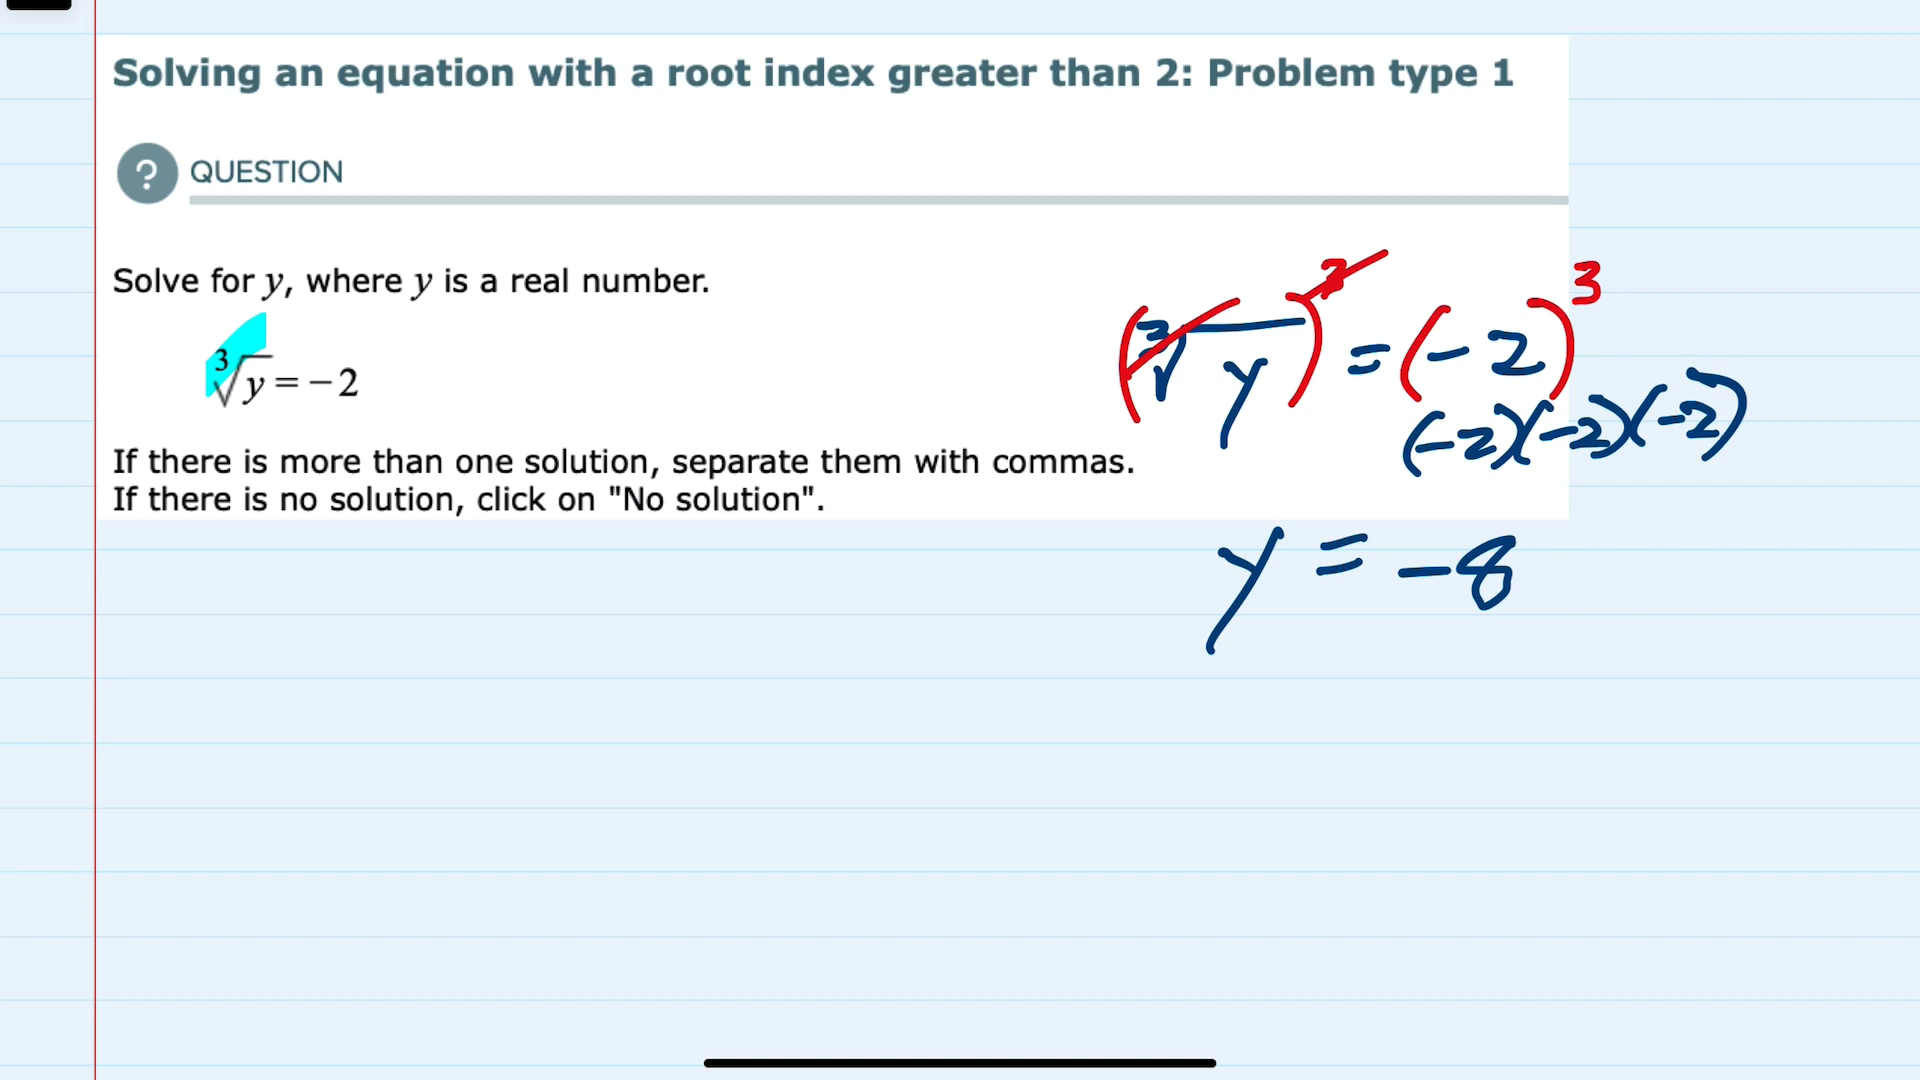 Solving an equation with a root index greater than 2: Problem type 1
? QUESTION
Solve for y, where y is a real number.
∛y = −2
If there is more than one solution, separate them with commas.
If there is no solution, click on "No solution".
(∛y)³ = (−2)³
(−2)(−2)(−2)
y = −8